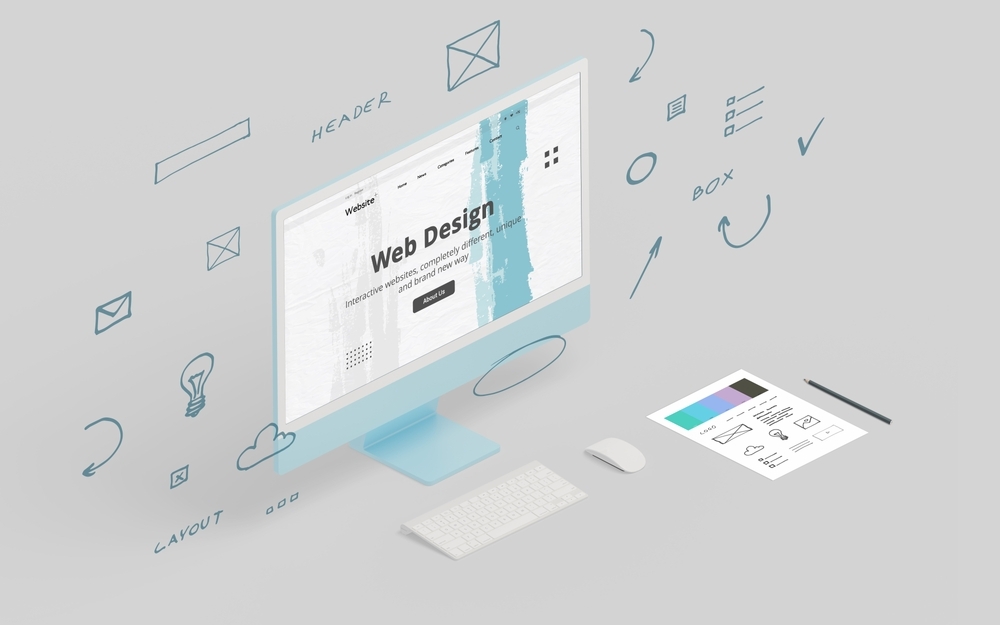 HEADER
Website
Home
News
Categories
Features
Contact
Web Design
Interactive websites, completely different, unique
and brand new way
About Us
BOX
LAYOUT
LOGO